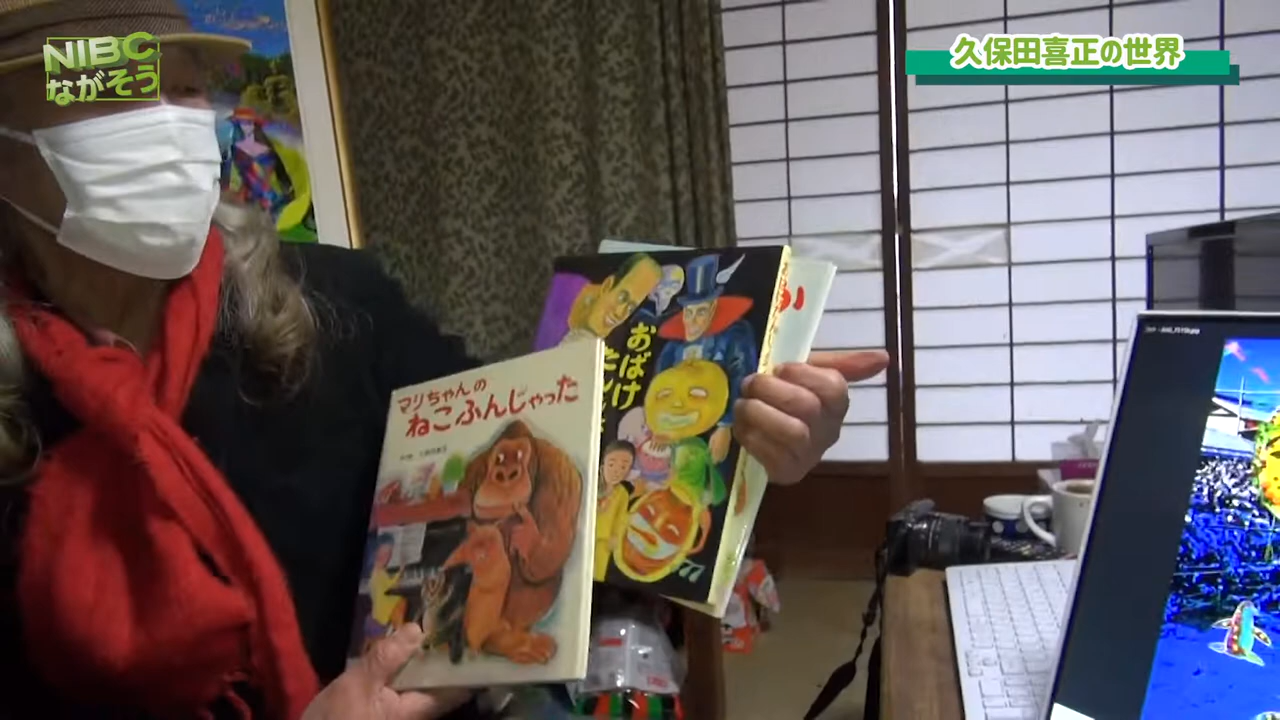 NIBC
ながそう
久保田喜正の世界
おばけ
マリちゃんの
ねこふんじゃった